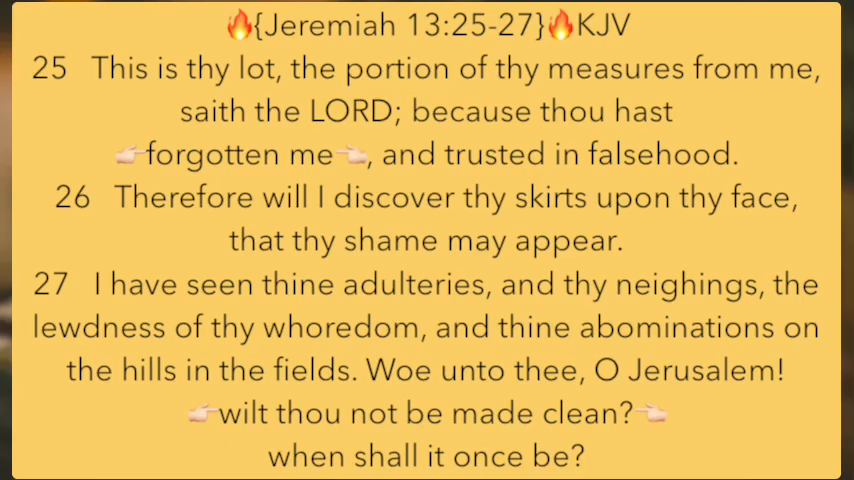 🔥{Jeremiah 13:25-27}🔥KJV
25 This is thy lot, the portion of thy measures from me,
saith the LORD; because thou hast
👉🏻forgotten me👈🏻, and trusted in falsehood.
26 Therefore will I discover thy skirts upon thy face,
that thy shame may appear.
27 I have seen thine adulteries, and thy neighings, the
lewdness of thy whoredom, and thine abominations on
the hills in the fields. Woe unto thee, O Jerusalem!
👉🏻wilt thou not be made clean?👈🏻
when shall it once be?